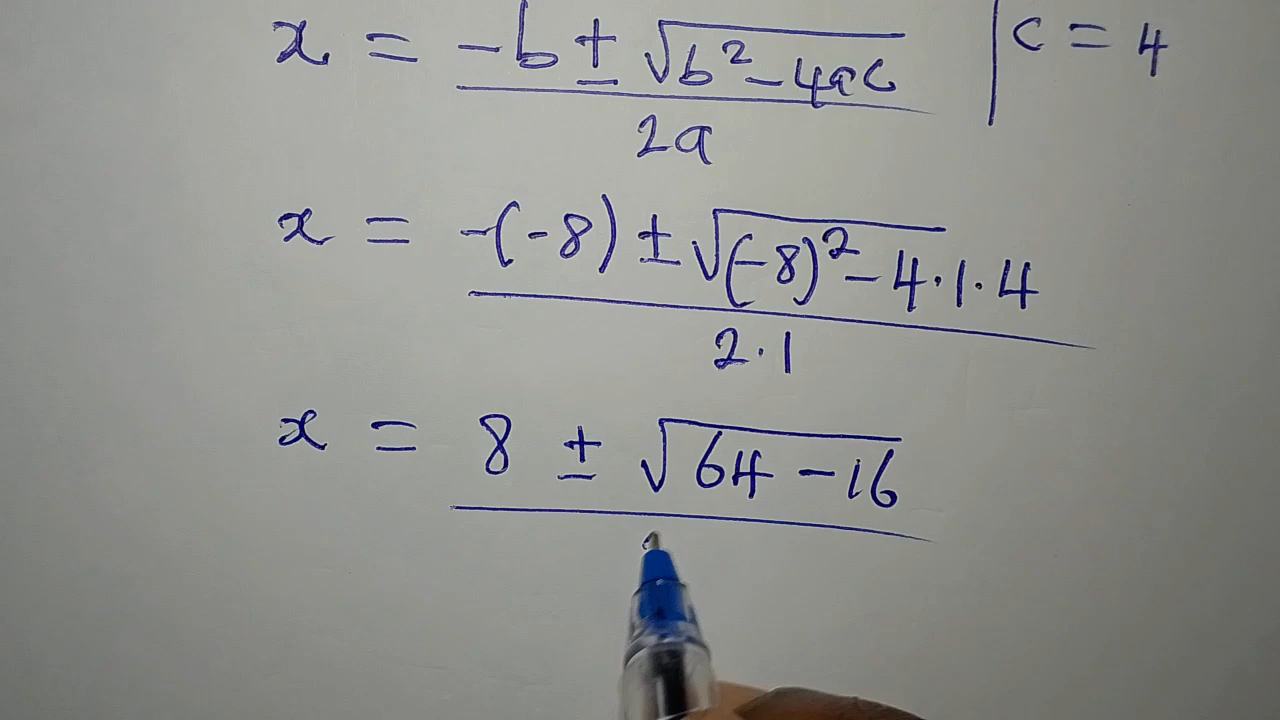 x = -b ± √b² - 4ac | c = 4
2a
x = -(-8) ± √(-8)² - 4·1·4
2·1
x = 8 ± √64 - 16